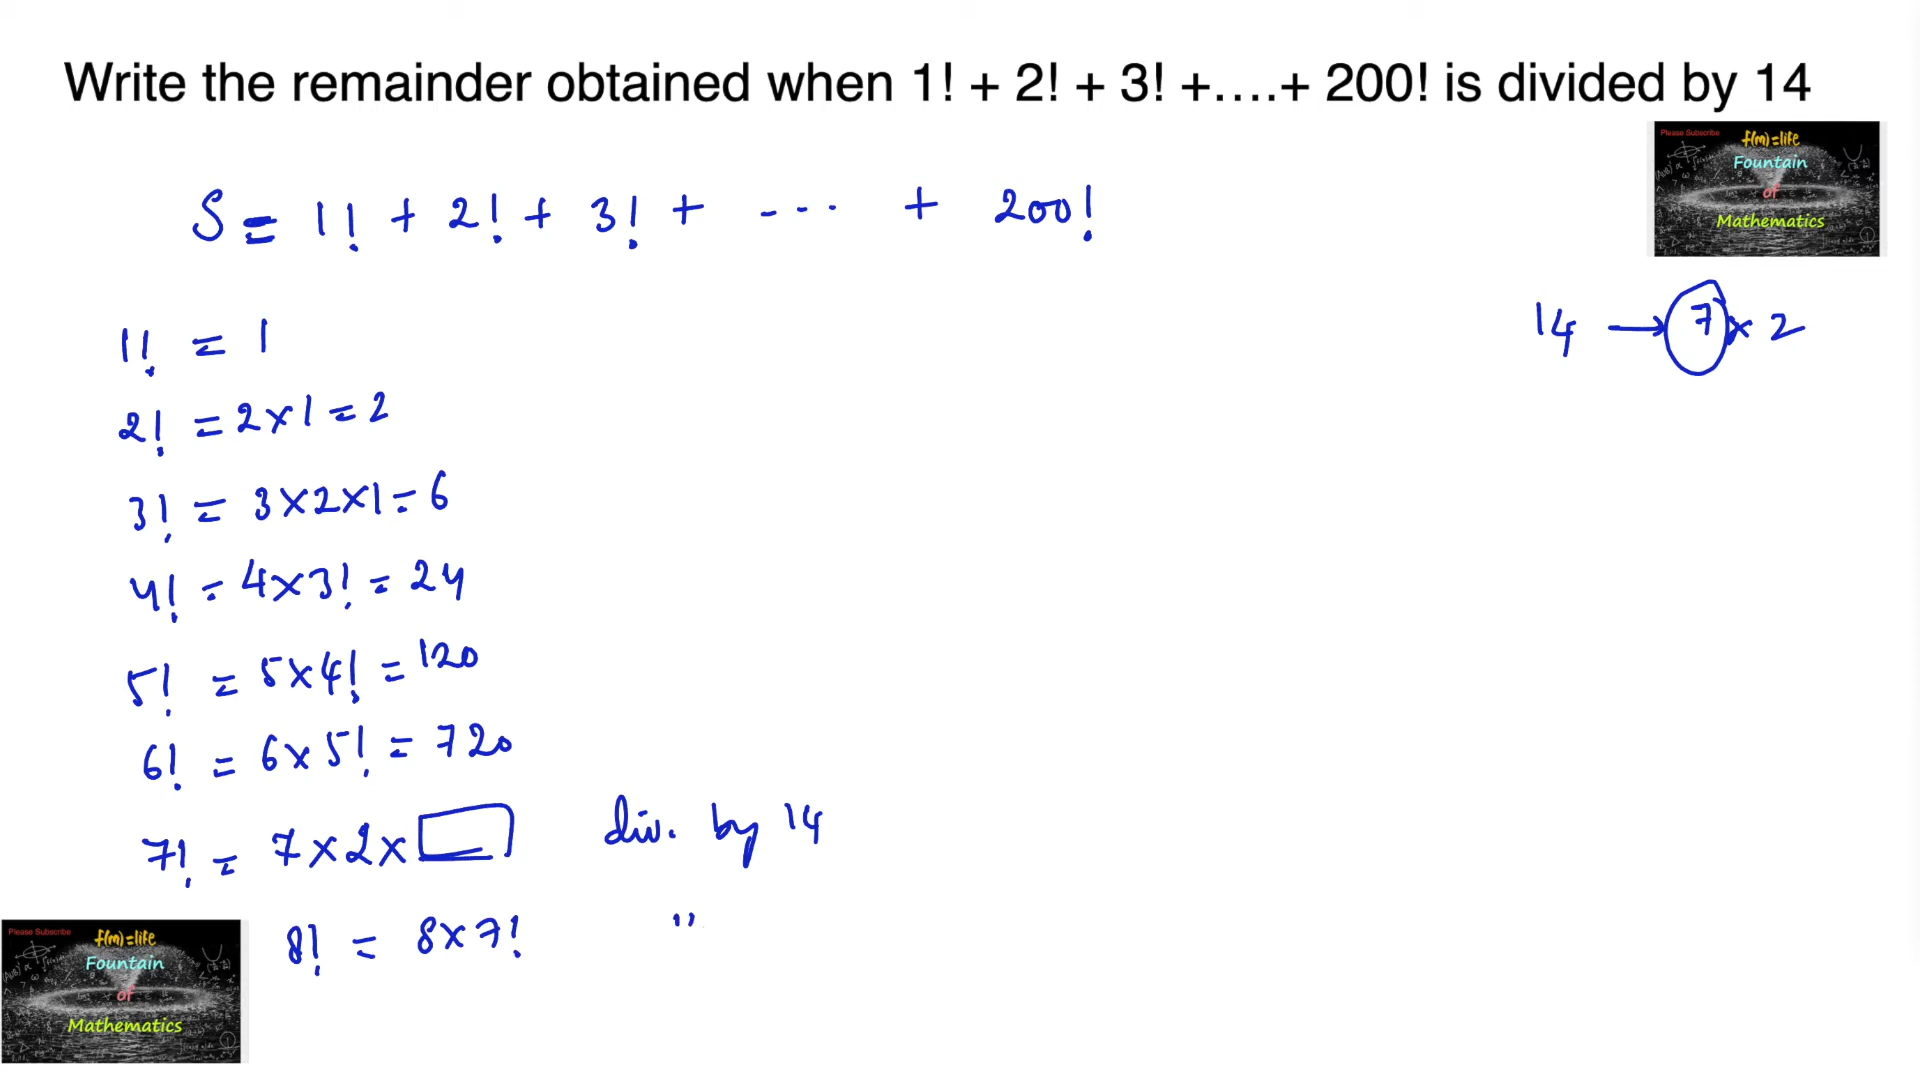 Write the remainder obtained when 1! + 2! + 3! +....+ 200! is divided by 14
Please Subscribe
f(m)=life
Fountain
of
Mathematics
S = 1! + 2! + 3! + ---- + 200!
14 → 7 × 2
1! = 1
2! = 2×1 = 2
3! = 3×2×1 = 6
4! = 4×3! = 24
5! = 5×4! = 120
6! = 6×5! = 720
7! = 7×2× div. by 14
8! = 8×7! "
Please Subscribe
f(m)=life
Fountain
of
Mathematics